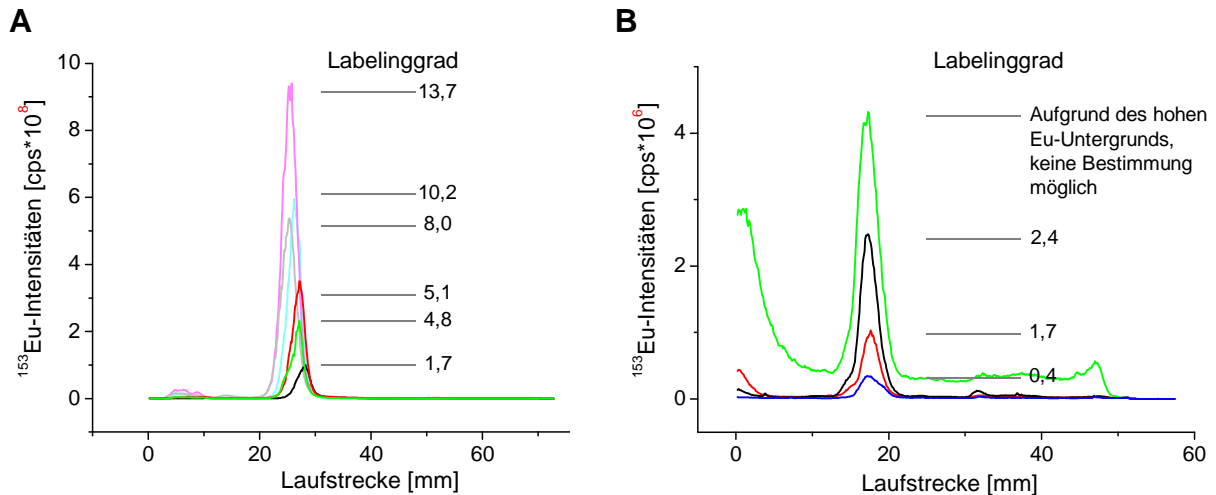 A
Labelinggrad
10
8
6
4
2
0
13,7
10,2
8,0
5,1
4,8
1,7
153Eu-Intensitäten [cps*10^8]
0 20 40 60
Laufstrecke [mm]
B
Labelinggrad
4
2
0
Aufgrund des hohen
Eu-Untergrunds,
keine Bestimmung
möglich
2,4
1,7
0,4
153Eu-Intensitäten [cps*10^6]
0 20 40 60
Laufstrecke [mm]